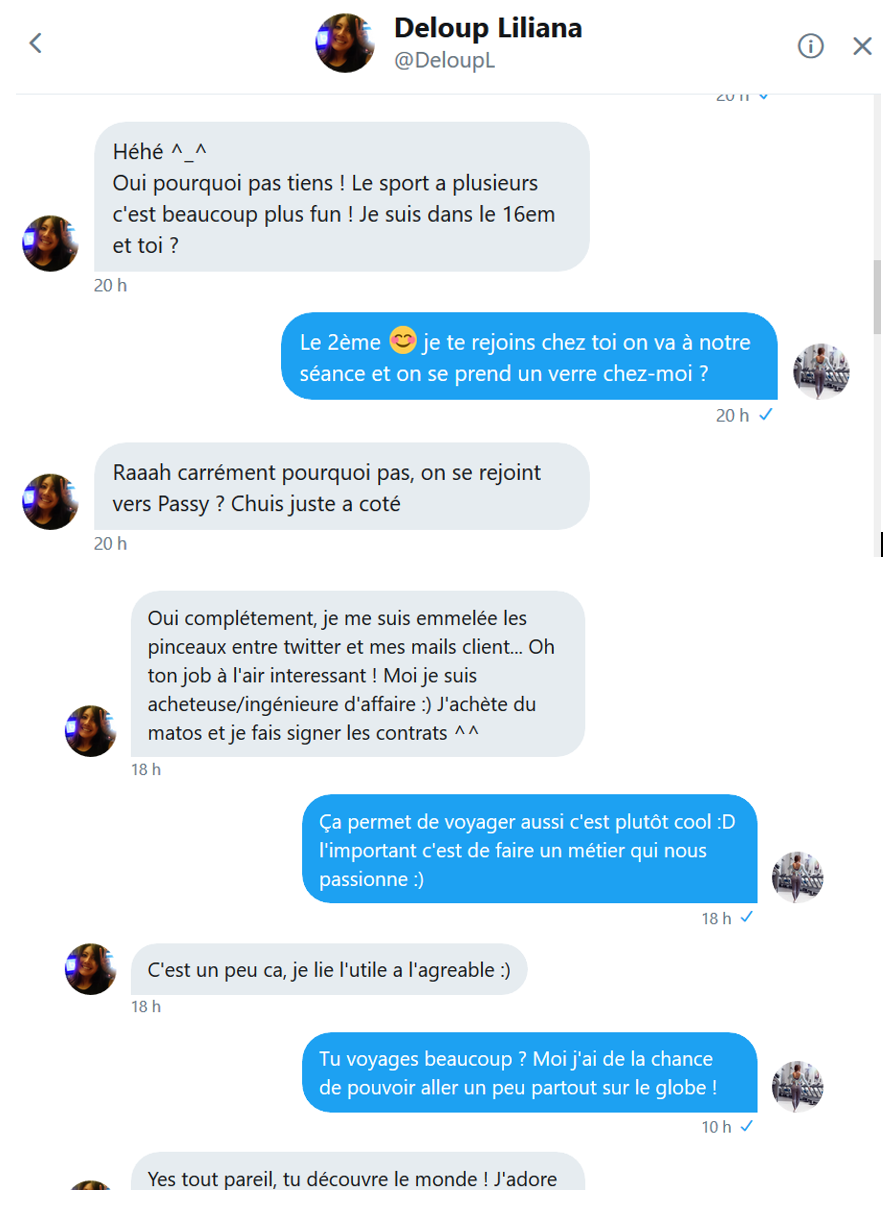 Deloup Liliana
@DeloupL
20 h
Héhé ^_^
Oui pourquoi pas tiens ! Le sport a plusieurs
c'est beaucoup plus fun ! Je suis dans le 16em
et toi ?
20 h
Le 2ème 😊 je te rejoins chez toi on va à notre
séance et on se prend un verre chez-moi ?
20 h
Raaah carrément pourquoi pas, on se rejoint
vers Passy ? Chuis juste a coté
20 h
Oui complétement, je me suis emmelée les
pinceaux entre twitter et mes mails client... Oh
ton job à l'air interessant ! Moi je suis
acheteuse/ingénieure d'affaire :) J'achète du
matos et je fais signer les contrats ^^
18 h
Ça permet de voyager aussi c'est plutôt cool :D
l'important c'est de faire un métier qui nous
passionne :)
18 h
C'est un peu ca, je lie l'utile a l'agreable :)
18 h
Tu voyages beaucoup ? Moi j'ai de la chance
de pouvoir aller un peu partout sur le globe !
10 h
Yes tout pareil, tu découvre le monde ! J'adore